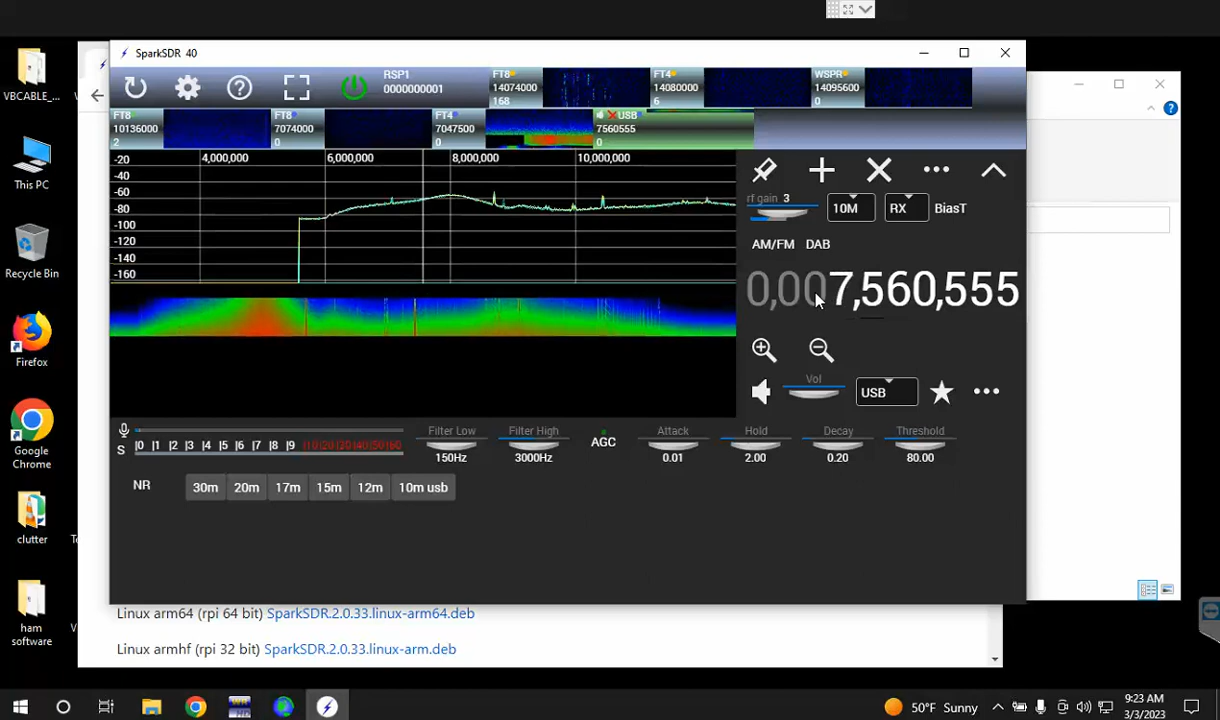 VBCABLE_...
This PC
Recycle Bin
Firefox
Google
Chrome
clutter
ham
software
SparkSDR 40
RSP1
0000000001
FT8
14074000
168
FT4
14080000
6
WSPR
14095600
0
FT8
10136000
2
FT8
7074000
0
FT4
7047500
0
USB
7560555
4,000,000
6,000,000
8,000,000
10,000,000
-20
-40
-60
-80
-100
-120
-140
-160
rf gain 3
10M
RX
BiasT
AM/FM
DAB
0,007,560,555
Vol
USB
S
|0 |1 |2 |3 |4 |5 |6 |7 |8 |9 |10|20|30|40|50|60
Filter Low
150Hz
Filter High
3000Hz
AGC
Attack
0.01
Hold
2.00
Decay
0.20
Threshold
80.00
NR
30m
20m
17m
15m
12m
10m usb
Linux arm64 (rpi 64 bit) SparkSDR.2.0.33.linux-arm64.deb
Linux armhf (rpi 32 bit) SparkSDR.2.0.33.linux-arm.deb
50°F Sunny
9:23 AM
3/3/2023